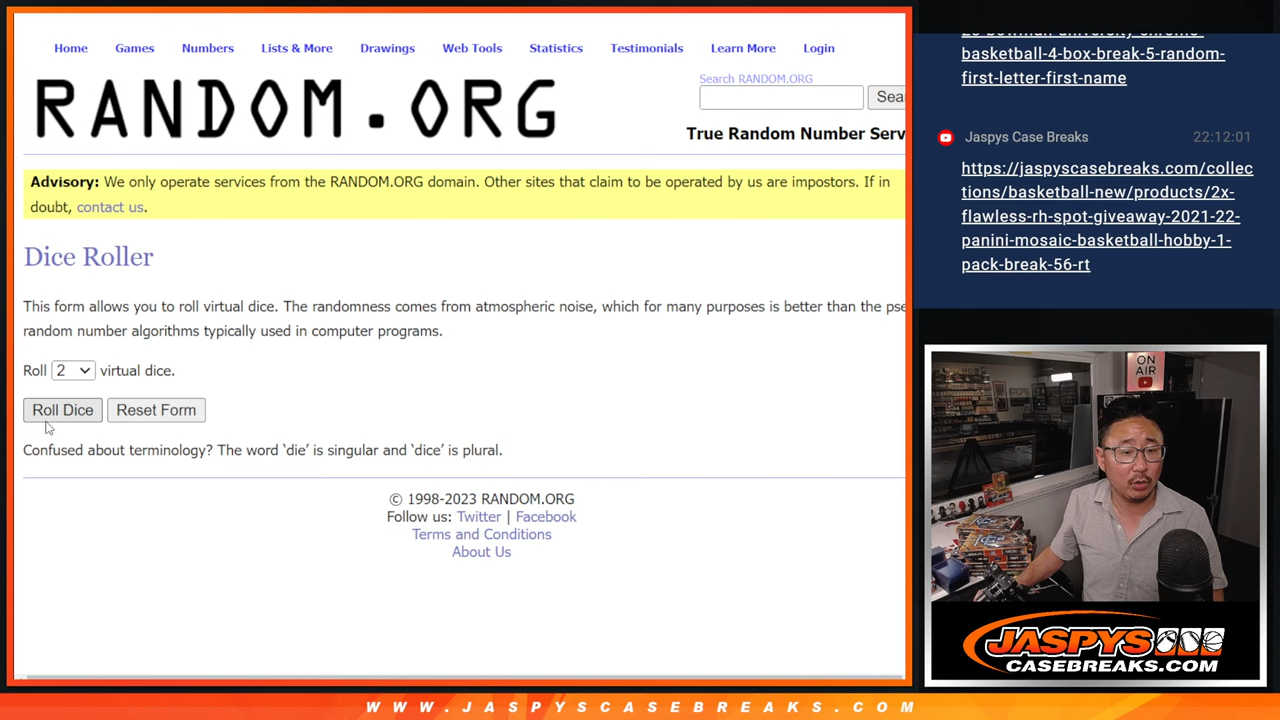 Home Games Numbers Lists & More Drawings Web Tools Statistics Testimonials Learn More Login
RANDOM.ORG
Search RANDOM.ORG
Sea
True Random Number Serv
Advisory: We only operate services from the RANDOM.ORG domain. Other sites that claim to be operated by us are impostors. If in
doubt, contact us.
Dice Roller
This form allows you to roll virtual dice. The randomness comes from atmospheric noise, which for many purposes is better than the pse
random number algorithms typically used in computer programs.
Roll 2 virtual dice.
Roll Dice Reset Form
Confused about terminology? The word ‘die’ is singular and ‘dice’ is plural.
© 1998-2023 RANDOM.ORG
Follow us: Twitter | Facebook
Terms and Conditions
About Us
basketball-4-box-break-5-random-
first-letter-first-name
Jaspys Case Breaks 22:12:01
https://jaspyscasebreaks.com/collec
tions/basketball-new/products/2x-
flawless-rh-spot-giveaway-2021-22-
panini-mosaic-basketball-hobby-1-
pack-break-56-rt
ON
AIR
JASPYS
CASEBREAKS.COM
WWW.JASPYSCASEBREAKS.COM